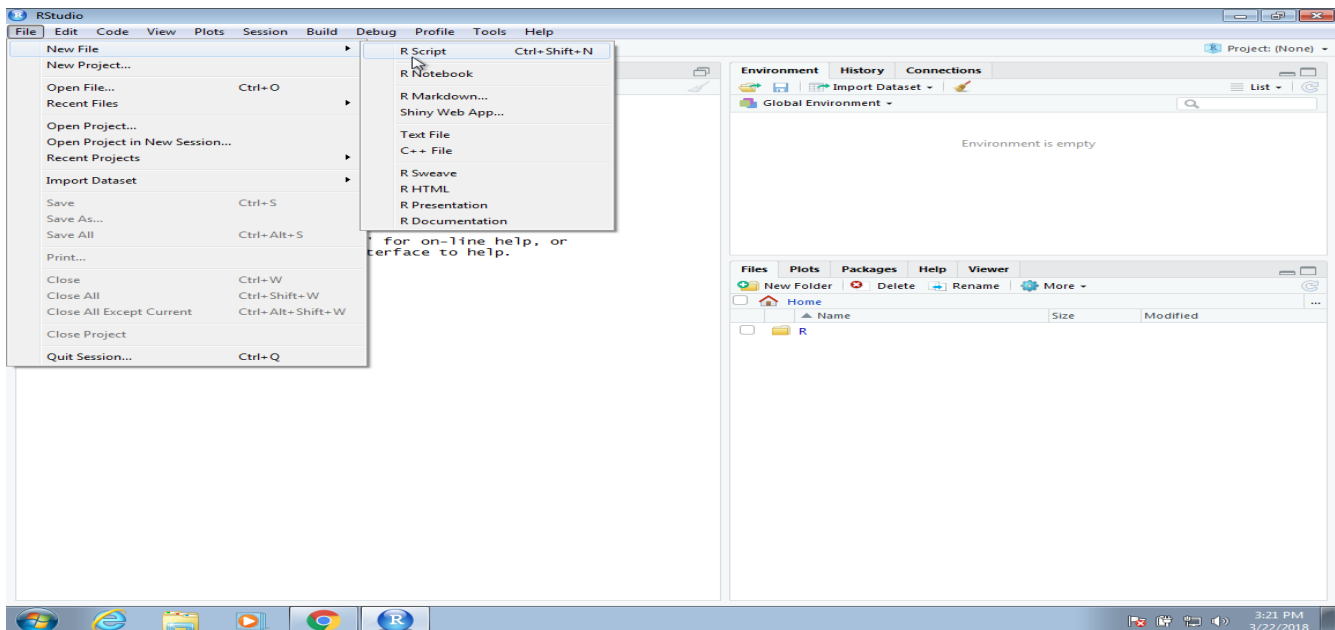 RStudio
File Edit Code View Plots Session Build Debug Profile Tools Help
New File
New Project...
Open File... Ctrl+O
Recent Files
Open Project...
Open Project in New Session...
Recent Projects
Import Dataset
Save Ctrl+S
Save As...
Save All Ctrl+Alt+S
Print...
Close Ctrl+W
Close All Ctrl+Shift+W
Close All Except Current Ctrl+Alt+Shift+W
Close Project
Quit Session... Ctrl+Q
R Script Ctrl+Shift+N
R Notebook
R Markdown...
Shiny Web App...
Text File
C++ File
R Sweave
R HTML
R Presentation
R Documentation
' for on-line help, or
terface to help.
Project: (None)
Environment History Connections
Import Dataset List
Global Environment
Environment is empty
Files Plots Packages Help Viewer
New Folder Delete Rename More
Home ...
Name Size Modified
R
R
3:21 PM
3/22/2018